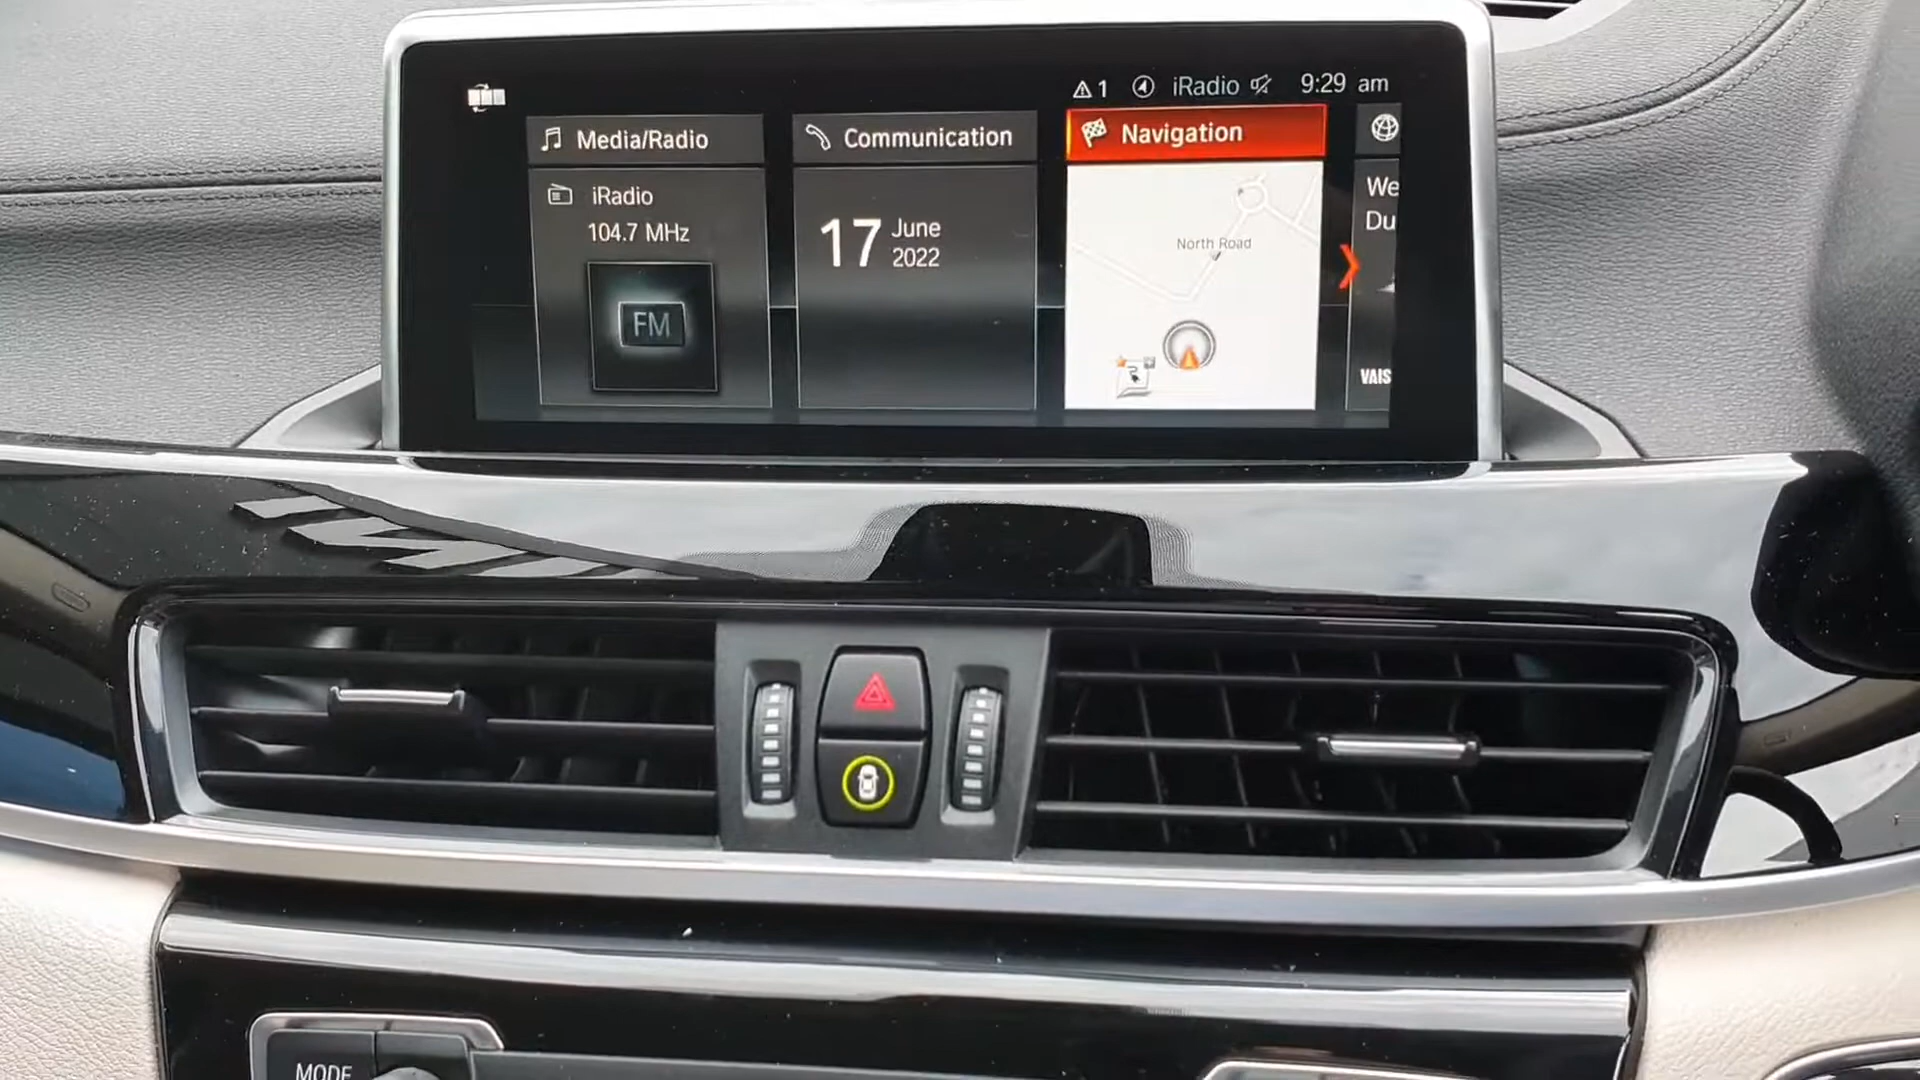 1 iRadio 9:29 am
Media/Radio
iRadio
104.7 MHz
FM
Communication
17 June
2022
Navigation
North Road
We
Du
VAIS
MODE